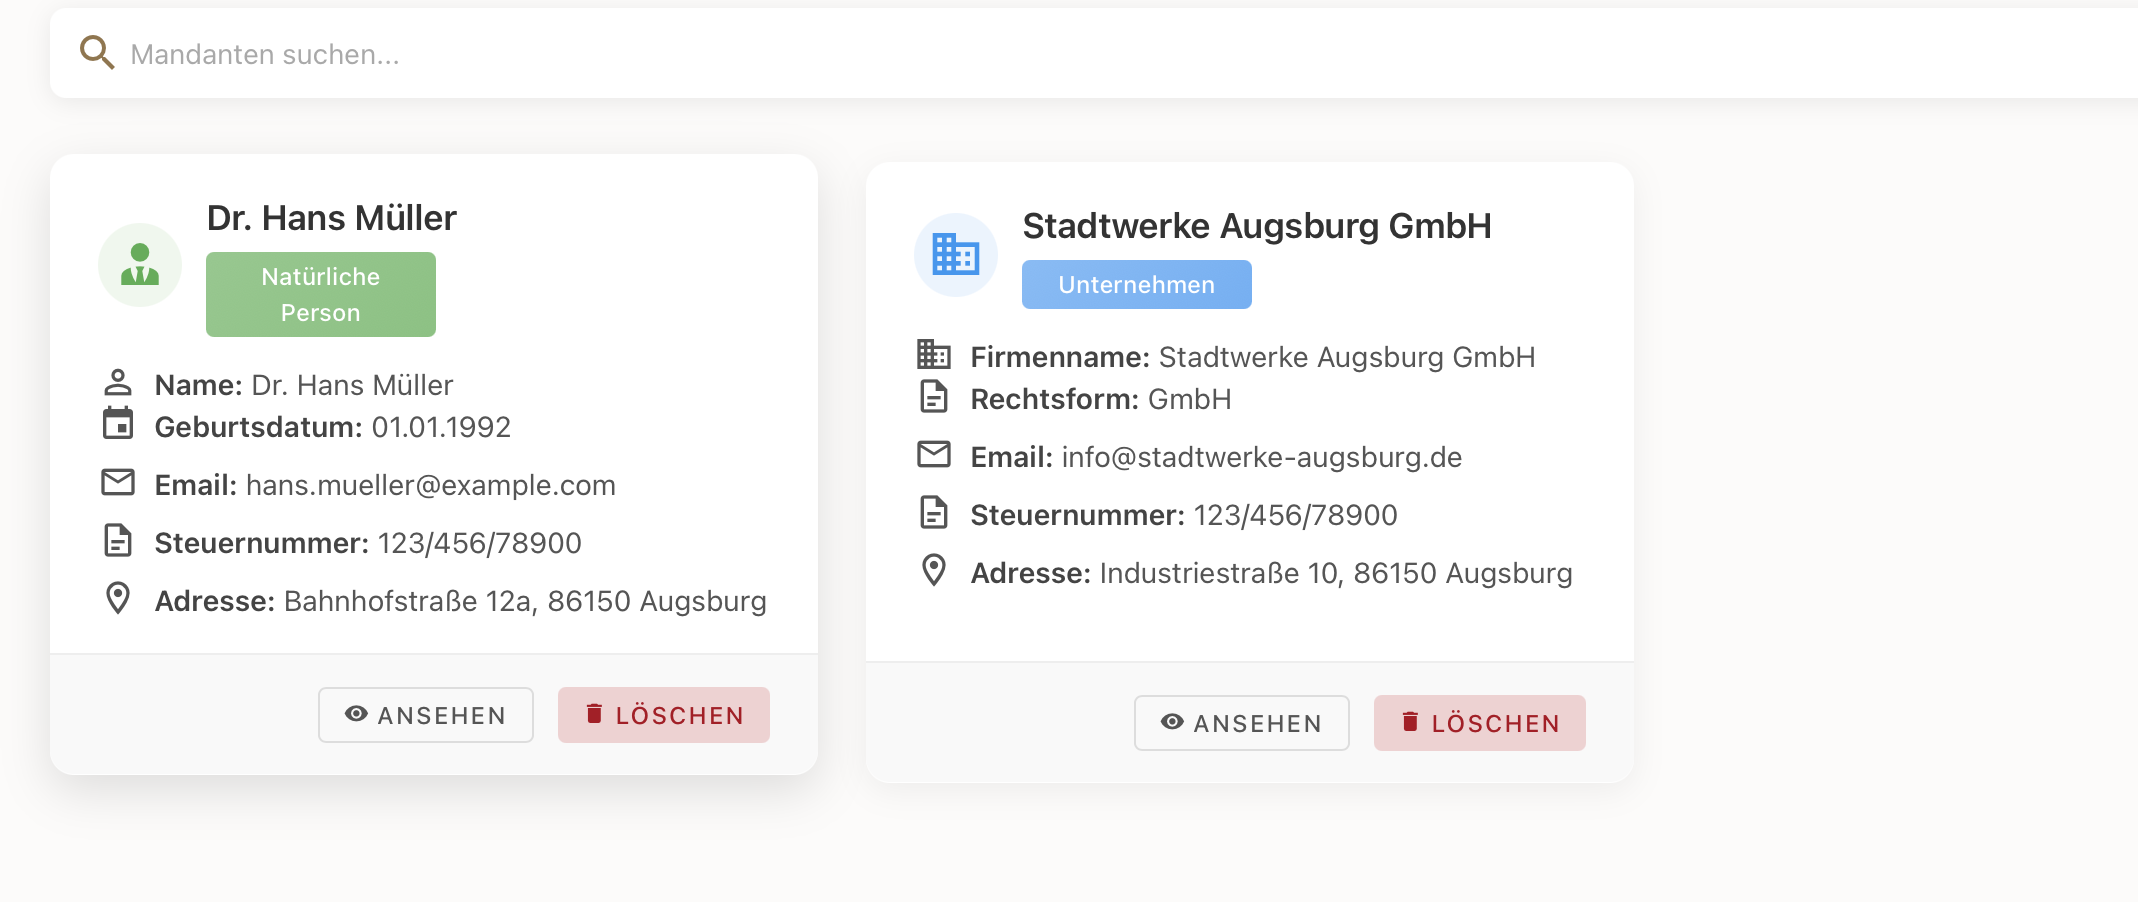 Mandanten suchen...
Dr. Hans Müller
Natürliche
Person
Name: Dr. Hans Müller
Geburtsdatum: 01.01.1992
Email: hans.mueller@example.com
Steuernummer: 123/456/78900
Adresse: Bahnhofstraße 12a, 86150 Augsburg
ANSEHEN
LÖSCHEN
Stadtwerke Augsburg GmbH
Unternehmen
Firmenname: Stadtwerke Augsburg GmbH
Rechtsform: GmbH
Email: info@stadtwerke-augsburg.de
Steuernummer: 123/456/78900
Adresse: Industriestraße 10, 86150 Augsburg
ANSEHEN
LÖSCHEN